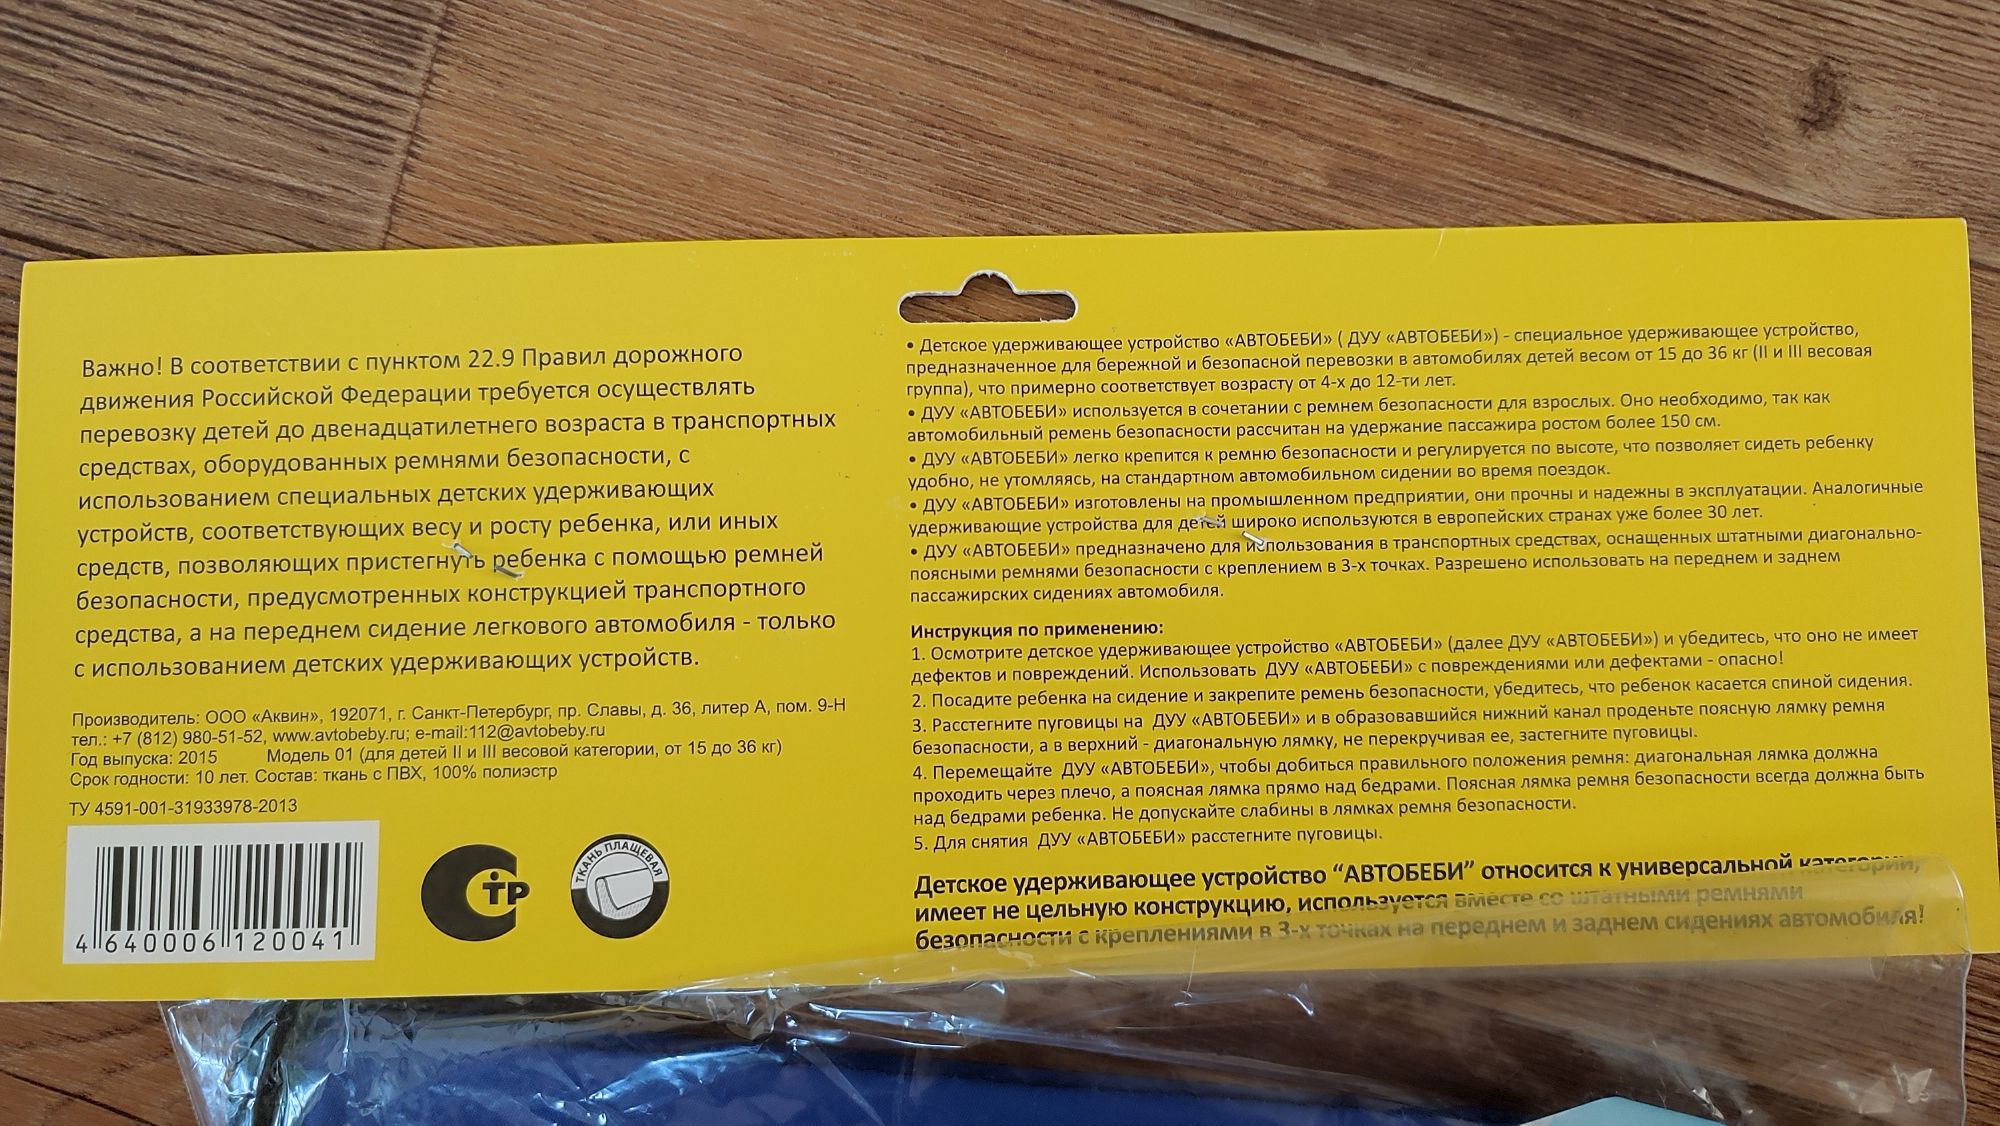 Важно! В соответствии с пунктом 22.9 Правил дорожного
движения Российской Федерации требуется осуществлять
перевозку детей до двенадцатилетнего возраста в транспортных
средствах, оборудованных ремнями безопасности, с
использованием специальных детских удерживающих
устройств, соответствующих весу и росту ребенка, или иных
средств, позволяющих пристегнуть ребенка с помощью ремней
безопасности, предусмотренных конструкцией транспортного
средства, а на переднем сидение легкового автомобиля - только
с использованием детских удерживающих устройств.
Производитель: ООО «Аквин», 192071, г. Санкт-Петербург, пр. Славы, д. 36, литер А, пом. 9-Н
тел.: +7 (812) 980-51-52, www.avtobeby.ru; e-mail:112@avtobeby.ru
Год выпуска: 2015 Модель 01 (для детей II и III весовой категории, от 15 до 36 кг)
Срок годности: 10 лет. Состав: ткань с ПВХ, 100% полиэстр
ТУ 4591-001-31933978-2013
4 640006 120041
СТР
ТКАНЬ ПЛАЩЕВАЯ
• Детское удерживающее устройство «АВТОБЕБИ» ( ДУУ «АВТОБЕБИ») - специальное удерживающее устройство,
предназначенное для бережной и безопасной перевозки в автомобилях детей весом от 15 до 36 кг (II и III весовая
группа), что примерно соответствует возрасту от 4-х до 12-ти лет.
• ДУУ «АВТОБЕБИ» используется в сочетании с ремнем безопасности для взрослых. Оно необходимо, так как
автомобильный ремень безопасности рассчитан на удержание пассажира ростом более 150 см.
• ДУУ «АВТОБЕБИ» легко крепится к ремню безопасности и регулируется по высоте, что позволяет сидеть ребенку
удобно, не утомляясь, на стандартном автомобильном сидении во время поездок.
• ДУУ «АВТОБЕБИ» изготовлены на промышленном предприятии, они прочны и надежны в эксплуатации. Аналогичные
удерживающие устройства для детей широко используются в европейских странах уже более 30 лет.
• ДУУ «АВТОБЕБИ» предназначено для использования в транспортных средствах, оснащенных штатными диагонально-
поясными ремнями безопасности с креплением в 3-х точках. Разрешено использовать на переднем и заднем
пассажирских сидениях автомобиля.
Инструкция по применению:
1. Осмотрите детское удерживающее устройство «АВТОБЕБИ» (далее ДУУ «АВТОБЕБИ») и убедитесь, что оно не имеет
дефектов и повреждений. Использовать ДУУ «АВТОБЕБИ» с повреждениями или дефектами - опасно!
2. Посадите ребенка на сидение и закрепите ремень безопасности, убедитесь, что ребенок касается спиной сидения.
3. Расстегните пуговицы на ДУУ «АВТОБЕБИ» и в образовавшийся нижний канал проденьте поясную лямку ремня
безопасности, а в верхний - диагональную лямку, не перекручивая ее, застегните пуговицы.
4. Перемещайте ДУУ «АВТОБЕБИ», чтобы добиться правильного положения ремня: диагональная лямка должна
проходить через плечо, а поясная лямка прямо над бедрами. Поясная лямка ремня безопасности всегда должна быть
над бедрами ребенка. Не допускайте слабины в лямках ремня безопасности.
5. Для снятия ДУУ «АВТОБЕБИ» расстегните пуговицы.
Детское удерживающее устройство “АВТОБЕБИ” относится к универсальной категории,
имеет не цельную конструкцию, используется вместе со штатными ремнями
безопасности с креплениями в 3-х точках на переднем и заднем сидениях автомобиля!